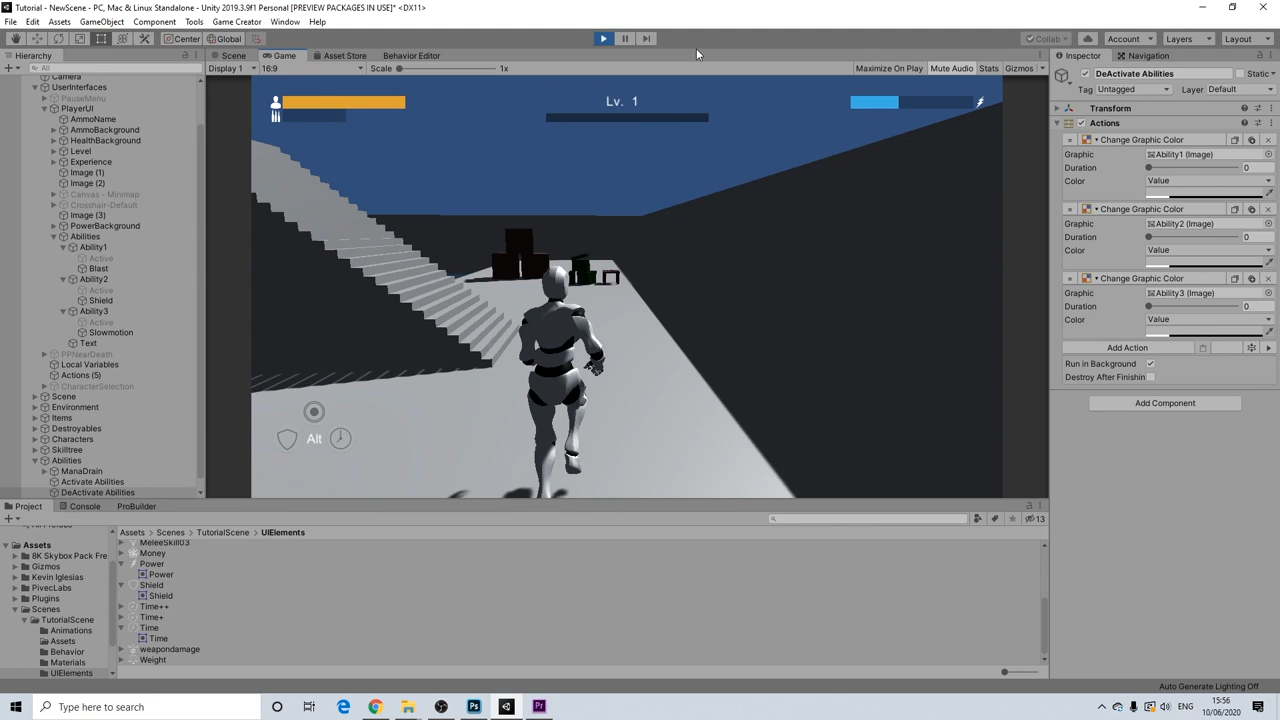 Tutorial - NewScene - PC, Mac & Linux Standalone - Unity 2019.3.9f1 Personal [PREVIEW PACKAGES IN USE]* <DX11>
File Edit Assets GameObject Component Tools Game Creator Window Help
Center Global Collab Account Layers Layout
Hierarchy
All
Camera
UserInterfaces
PauseMenu
PlayerUI
AmmoName
AmmoBackground
HealthBackground
Level
Experience
Image (1)
Image (2)
Canvas - Minimap
Crosshair-Default
Image (3)
PowerBackground
Abilities
Ability1
Active
Blast
Ability2
Active
Shield
Ability3
Active
Slowmotion
Text
PPNearDeath
Local Variables
Actions (5)
CharacterSelection
Scene
Environment
Items
Destroyables
Characters
Skilltree
Abilities
ManaDrain
Activate Abilities
DeActivate Abilities
Scene Game Asset Store Behavior Editor
Display 1 16:9 Scale 1x Maximize On Play Mute Audio Stats Gizmos
Lv. 1
Alt
Inspector Navigation
DeActivate Abilities Static
Tag Untagged Layer Default
Transform
Actions
Change Graphic Color
Graphic Ability1 (Image)
Duration 0
Color Value
Change Graphic Color
Graphic Ability2 (Image)
Duration 0
Color Value
Change Graphic Color
Graphic Ability3 (Image)
Duration 0
Color Value
Add Action
Run in Background
Destroy After Finishin
Add Component
Project Console ProBuilder
13
Assets
8K Skybox Pack Fre
Gizmos
Kevin Iglesias
PivecLabs
Plugins
Scenes
TutorialScene
Animations
Assets
Behavior
Materials
UIElements
Assets Scenes TutorialScene UIElements
MeleeSkill03
Money
Power
Power
Shield
Shield
Time++
Time+
Time
Time
weapondamage
Weight
Auto Generate Lighting Off
Type here to search
Ps
Pr
ENG
15:56
10/06/2020